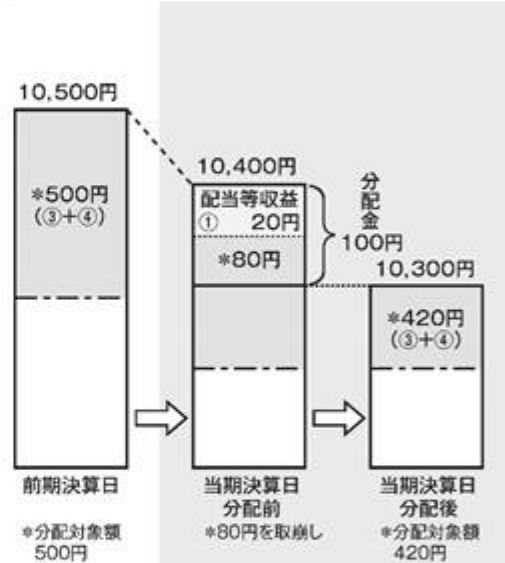 10,500円
*500円
(③+④)
前期決算日
*分配対象額
500円
10,400円
配当等収益
① 20円
*80円
分配金
100円
当期決算日
分配前
*80円を取崩し
10,300円
*420円
(③+④)
当期決算日
分配後
*分配対象額
420円